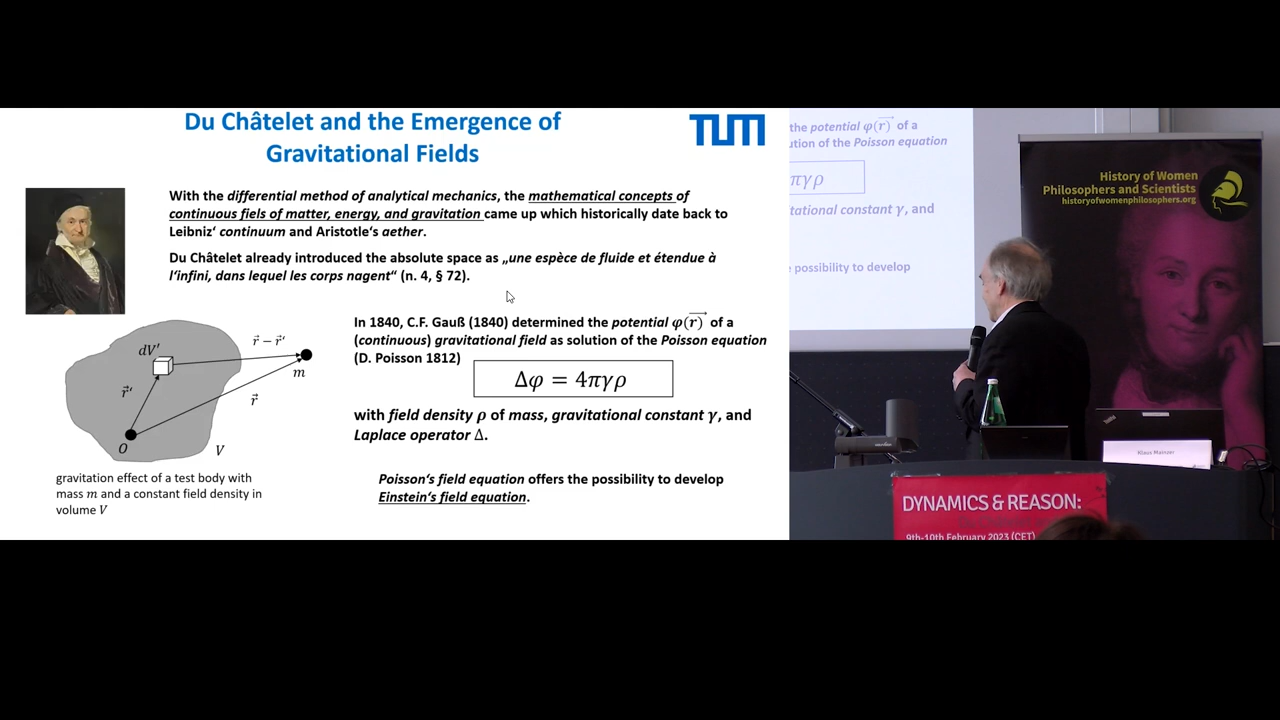 Du Châtelet and the Emergence of
Gravitational Fields
TUM
With the differential method of analytical mechanics, the mathematical concepts of
continuous fiels of matter, energy, and gravitation came up which historically date back to
Leibniz‘ continuum and Aristotle‘s aether.
Du Châtelet already introduced the absolute space as „une espèce de fluide et étendue à
l‘infini, dans lequel les corps nagent“ (n. 4, § 72).
In 1840, C.F. Gauß (1840) determined the potential φ(r⃗) of a
(continuous) gravitational field as solution of the Poisson equation
(D. Poisson 1812)
Δφ = 4πγρ
with field density ρ of mass, gravitational constant γ, and
Laplace operator Δ.
Poisson‘s field equation offers the possibility to develop
Einstein‘s field equation.
dV′
r⃗ − r⃗′
m
r⃗′
r⃗
O
V
gravitation effect of a test body with
mass m and a constant field density in
volume V
the potential φ(r⃗) of a
ution of the Poisson equation
πγρ
tational constant γ, and
possibility to develop
History of Women
Philosophers and Scientists
historyofwomenphilosophers.org
Klaus Mainzer
DYNAMICS & REASON:
9th-10th February 2023 (CET)